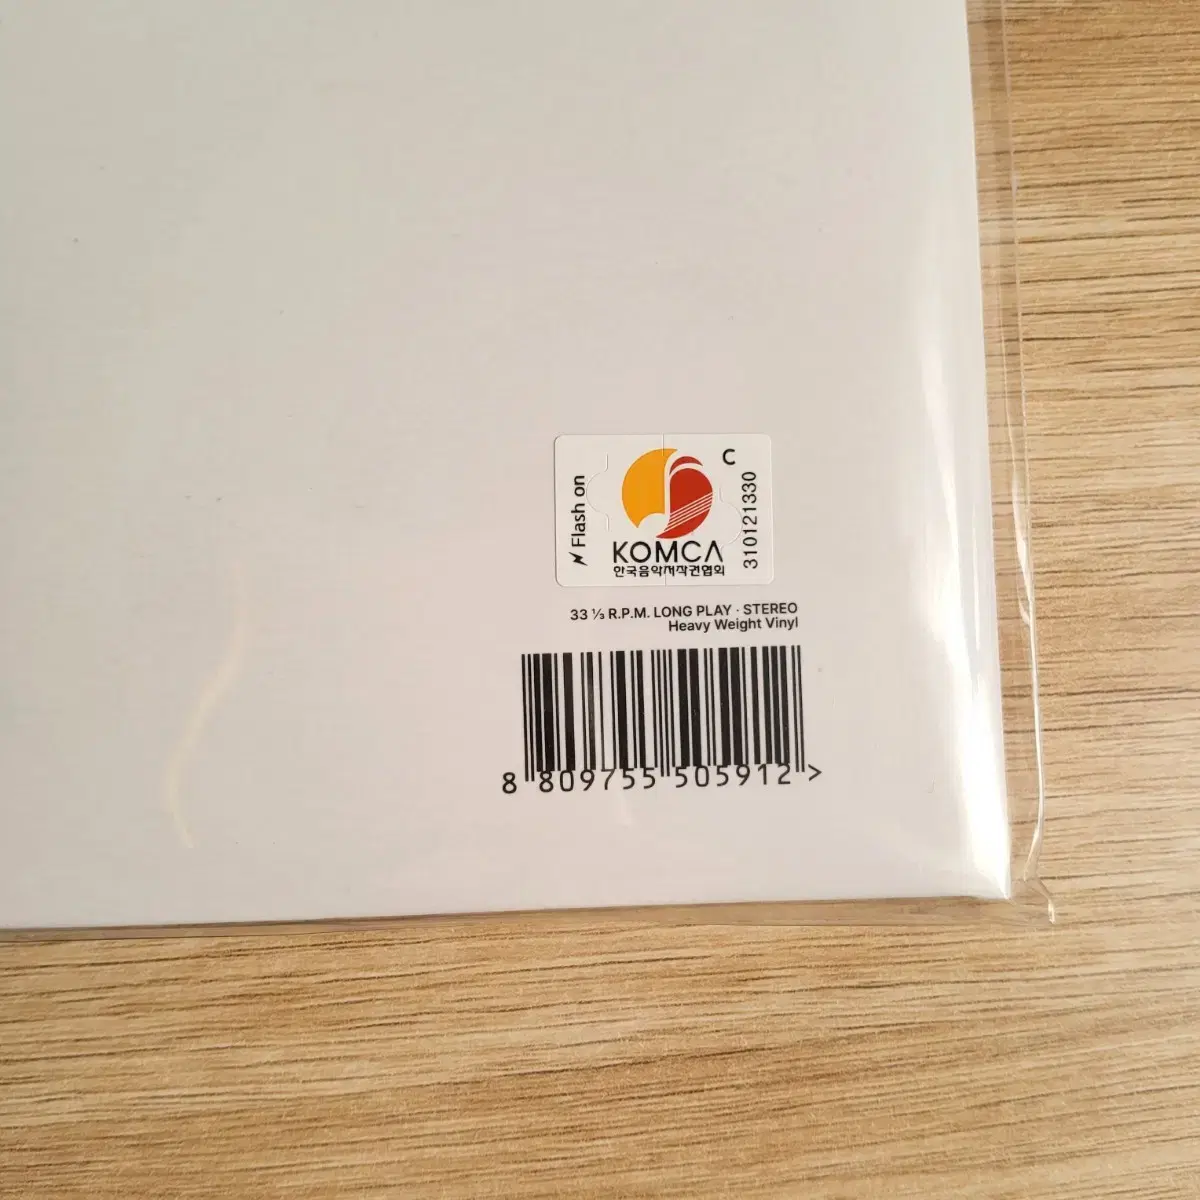 Flash on
C
310121330
KOMCA
한국음악저작권협회
33 ⅓ R.P.M. LONG PLAY · STEREO
Heavy Weight Vinyl
8 809755 505912 >